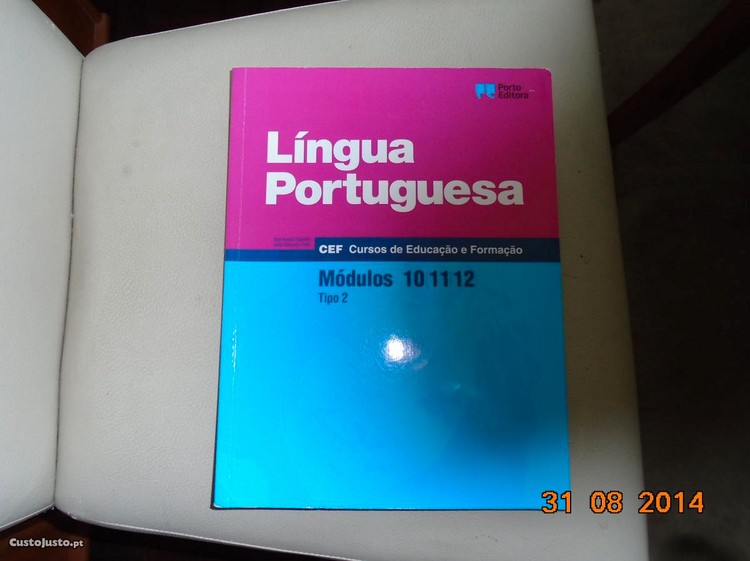 Porto
Editora
Língua
Portuguesa
CEF Cursos de Educação e Formação
Módulos 10 11 12
Tipo 2
31 08 2014
CustoJusto.pt